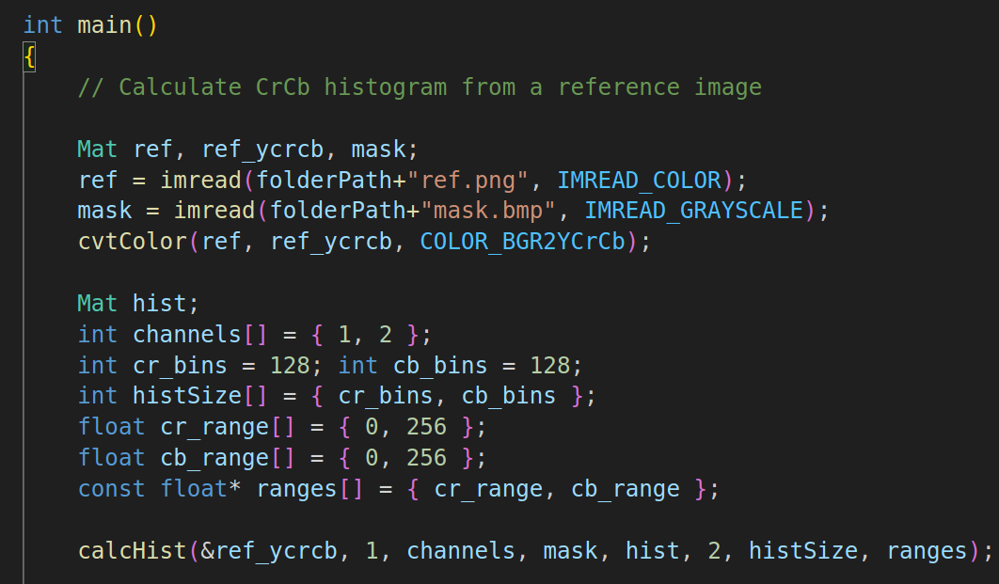 int main()
{
// Calculate CrCb histogram from a reference image
Mat ref, ref_ycrcb, mask;
ref = imread(folderPath+"ref.png", IMREAD_COLOR);
mask = imread(folderPath+"mask.bmp", IMREAD_GRAYSCALE);
cvtColor(ref, ref_ycrcb, COLOR_BGR2YCrCb);
Mat hist;
int channels[] = { 1, 2 };
int cr_bins = 128; int cb_bins = 128;
int histSize[] = { cr_bins, cb_bins };
float cr_range[] = { 0, 256 };
float cb_range[] = { 0, 256 };
const float* ranges[] = { cr_range, cb_range };
calcHist(&ref_ycrcb, 1, channels, mask, hist, 2, histSize, ranges);